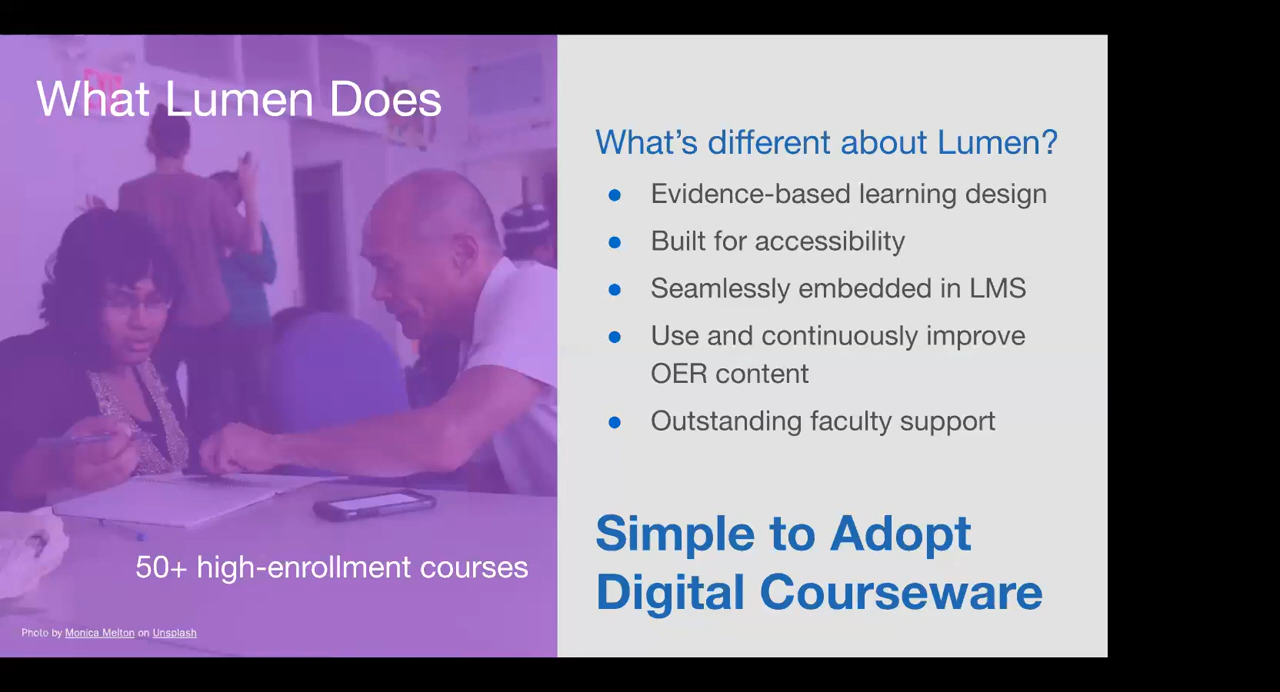 What Lumen Does
50+ high-enrollment courses
Photo by Monica Melton on Unsplash
What's different about Lumen?
● Evidence-based learning design
● Built for accessibility
● Seamlessly embedded in LMS
● Use and continuously improve
OER content
● Outstanding faculty support
Simple to Adopt
Digital Courseware